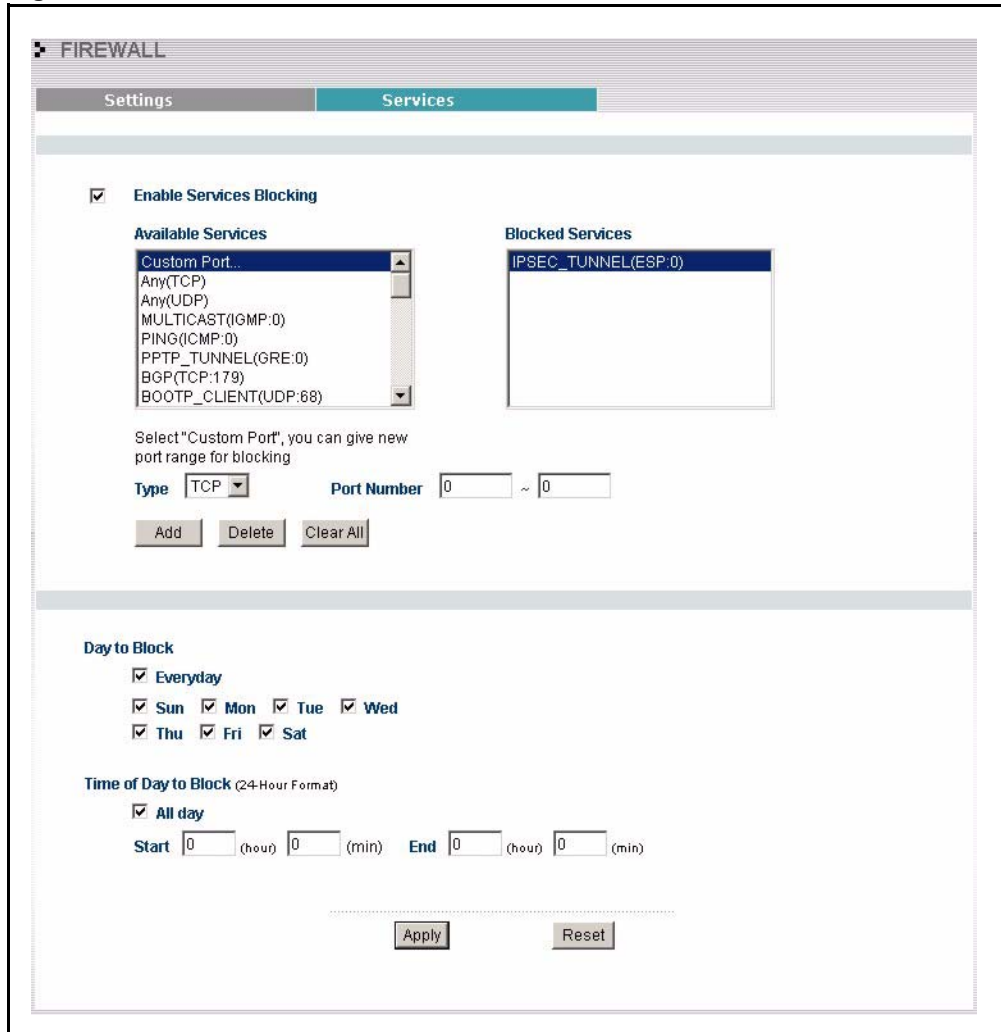 FIREWALL
Settings Services
Enable Services Blocking
Available Services Blocked Services
Custom Port... IPSEC_TUNNEL(ESP:0)
Any(TCP)
Any(UDP)
MULTICAST(IGMP:0)
PING(ICMP:0)
PPTP_TUNNEL(GRE:0)
BGP(TCP:179)
BOOTP_CLIENT(UDP:68)
Select "Custom Port", you can give new
port range for blocking
Type TCP Port Number 0 ~ 0
Add Delete Clear All
Day to Block
Everyday
Sun Mon Tue Wed
Thu Fri Sat
Time of Day to Block (24-Hour Format)
All day
Start 0 (hour) 0 (min) End 0 (hour) 0 (min)
Apply Reset